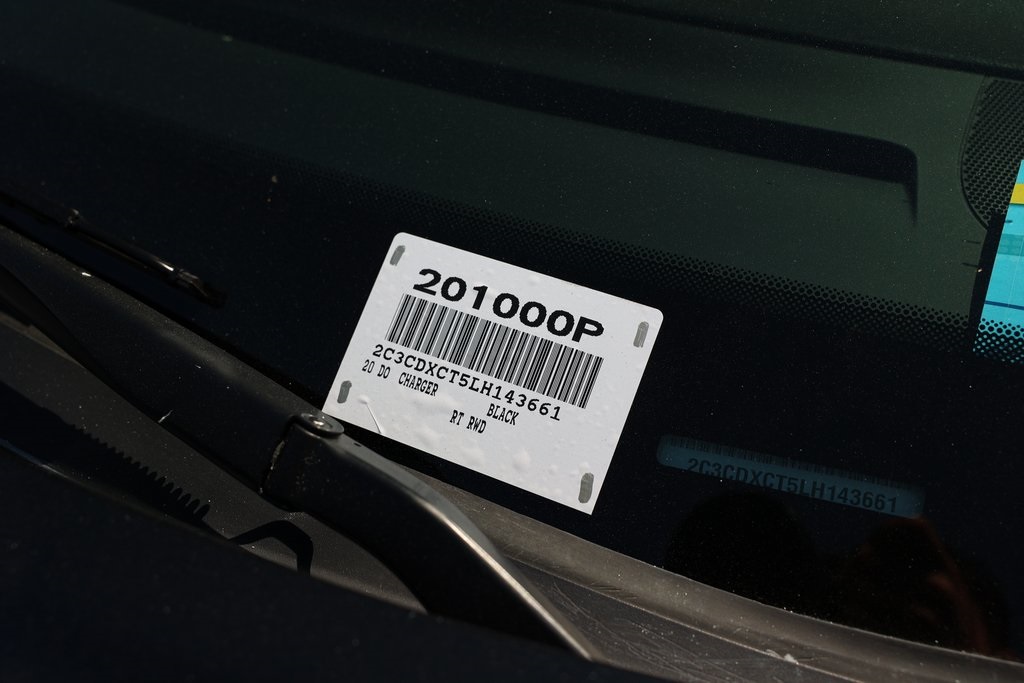 201000P
2C3CDXCT5LH143661
20 DO CHARGER
BLACK
RT RWD
2C3CDXCT5LH143661